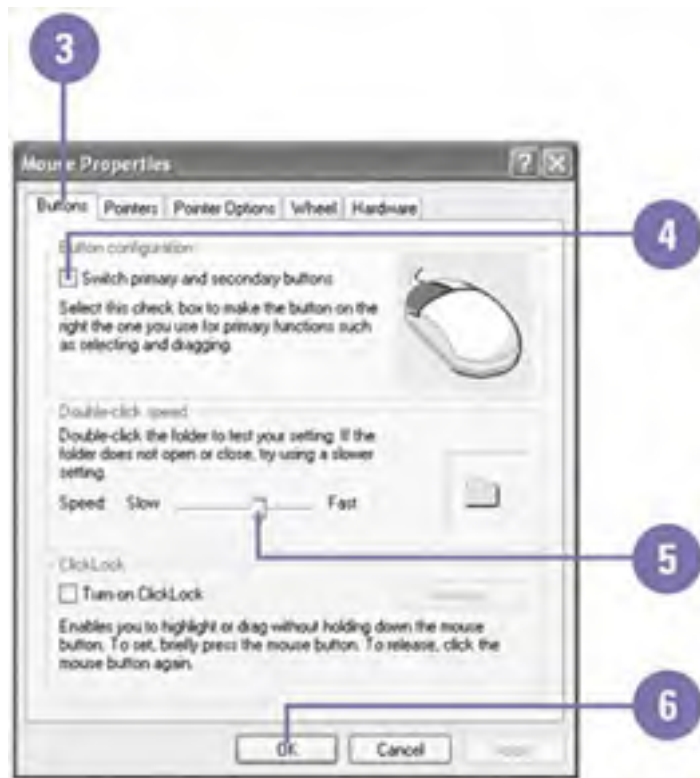 3
Mouse Properties
Buttons Pointers Pointer Options Wheel Hardware
Button configuration
4
Switch primary and secondary buttons
Select this check box to make the button on the
right the one you use for primary functions such
as selecting and dragging.
Double-click speed
Double-click the folder to test your setting. If the
folder does not open or close, try using a slower
setting.
Speed: Slow Fast
5
ClickLock
Turn on ClickLock
Enables you to highlight or drag without holding down the mouse
button. To set, briefly press the mouse button. To release, click the
mouse button again.
6
OK Cancel